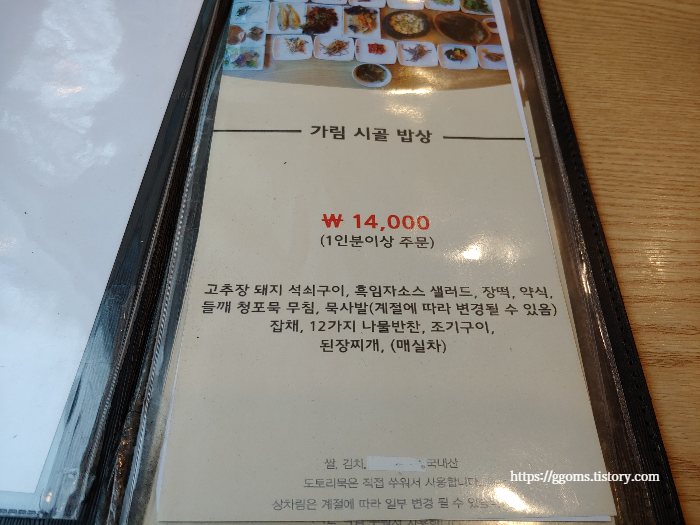 가림 시골 밥상
₩ 14,000
(1인분이상 주문)
고추장 돼지 석쇠구이, 흑임자소스 샐러드, 장떡, 약식,
들깨 청포묵 무침, 묵사발(계절에 따라 변경될 수 있음)
잡채, 12가지 나물반찬, 조기구이,
된장찌개, (매실차)
쌀, 김치, 국내산
도토리묵은 직접 쑤워서 사용합니다.
상차림은 계절에 따라 일부 변경 될 수 있습
https://ggoms.tistory.com